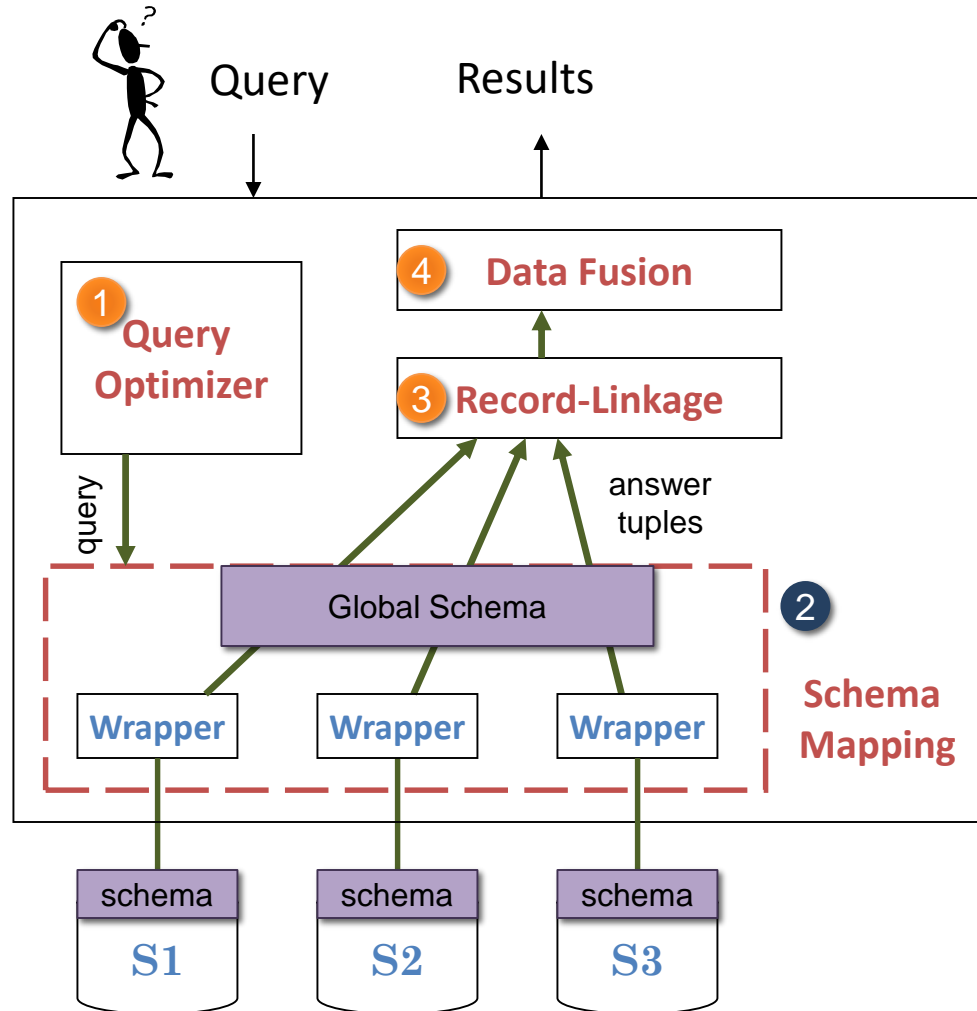 ?
Query
Results
1
Query
Optimizer
4
Data Fusion
3
Record-Linkage
query
answer
tuples
Global Schema
2
Schema
Mapping
Wrapper
Wrapper
Wrapper
schema
schema
schema
S1
S2
S3